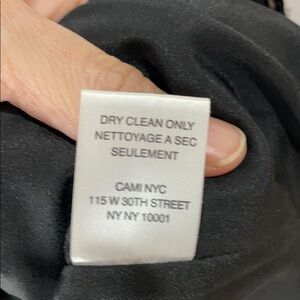 DRY CLEAN ONLY
NETTOYAGE A SEC
SEULEMENT
CAMI NYC
115 W 30TH STREET
NY NY 10001